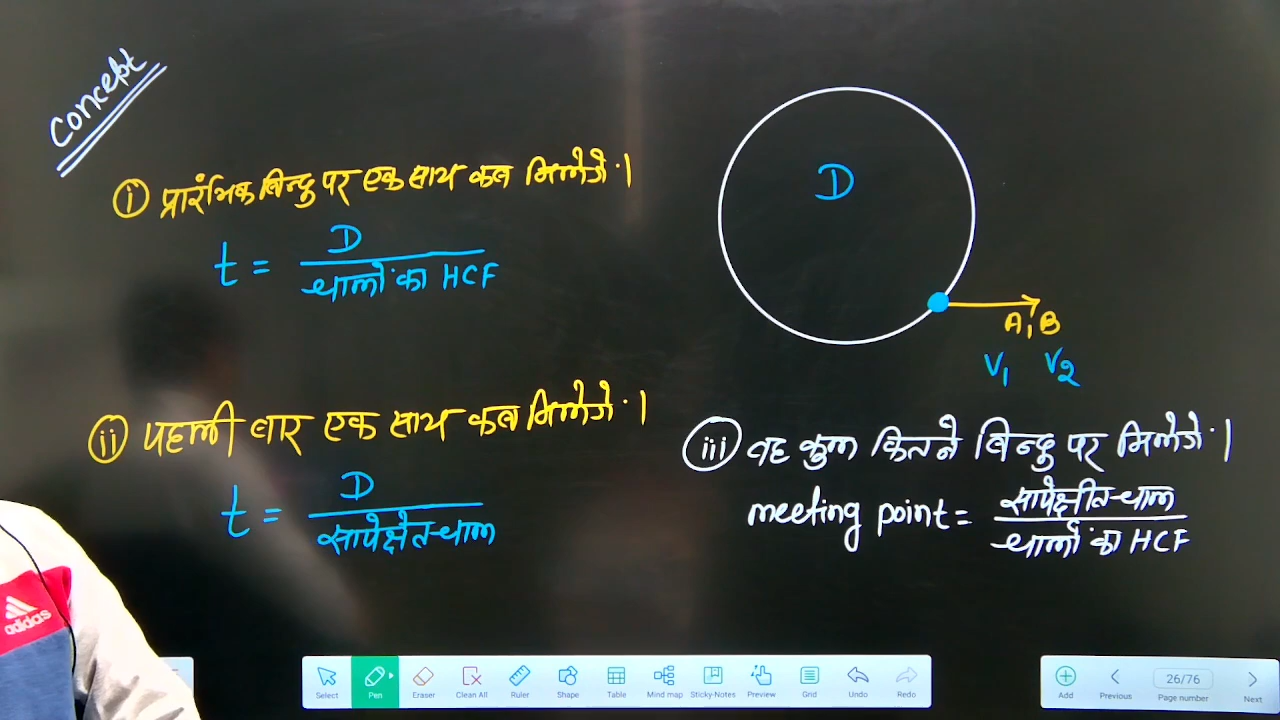 Concept
(i) प्रारंभिक बिन्दु पर एक साथ कब मिलेगे ।
t = D / चालों का HCF
(ii) पहली बार एक साथ कब मिलेगे ।
t = D / सापेक्षित चाल
D
A, B
V1 V2
(iii) वह कुल कितने बिन्दु पर मिलेगे ।
meeting point = सापेक्षीत चाल / चालों का HCF
adidas
Select Pen Eraser Clean All Ruler Shape Table Mind map Sticky-Notes Preview Grid Undo Redo
Add Previous 26/76 Page number Next